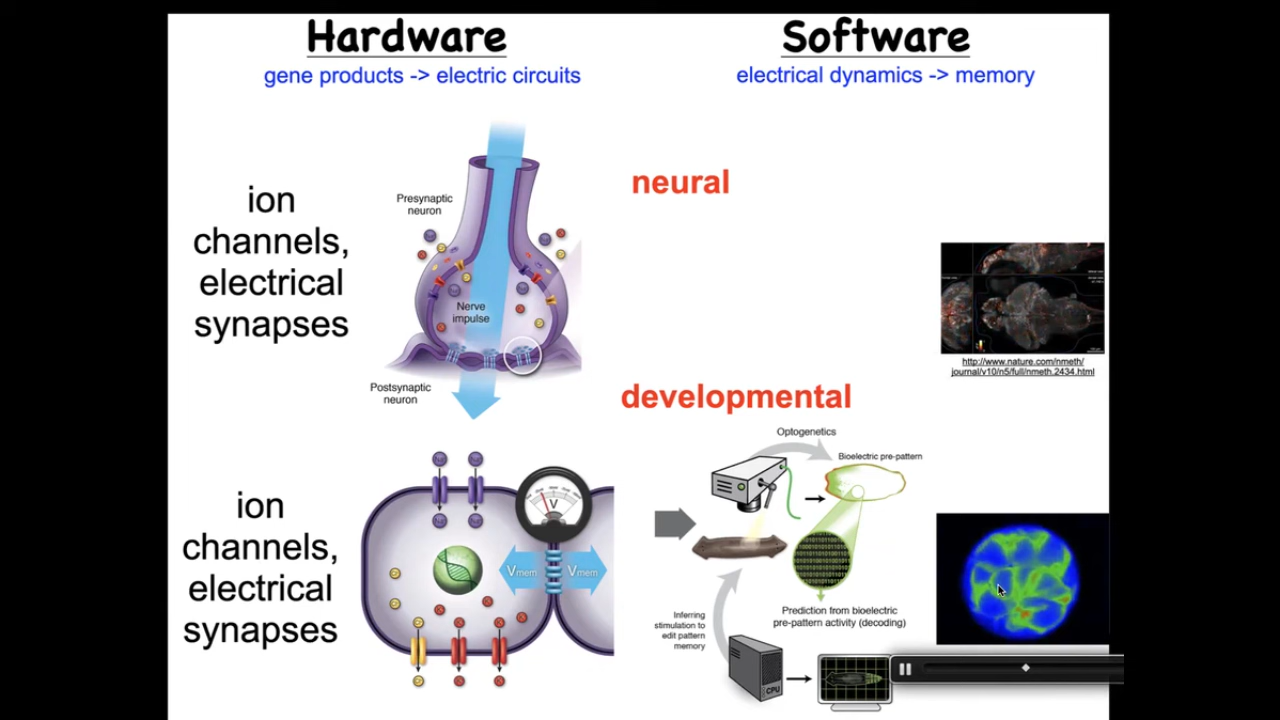 Hardware
gene products -> electric circuits
Software
electrical dynamics -> memory
ion
channels,
electrical
synapses
Presynaptic
neuron
Nerve
impulse
Postsynaptic
neuron
neural
http://www.nature.com/nmeth/
journal/v10/n5/full/nmeth.2434.html
developmental
ion
channels,
electrical
synapses
V
Vmem
Vmem
Optogenetics
Bioelectric pre-pattern
Prediction from bioelectric
pre-pattern activity (decoding)
Inferring
stimulation to
edit pattern
memory
CPU